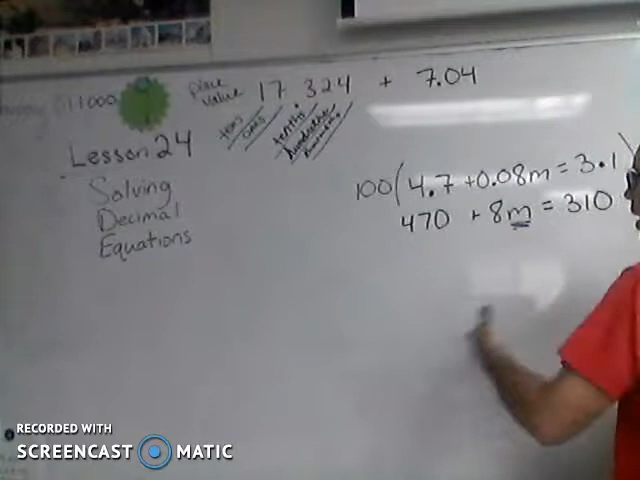 11000
place value 17.324 + 7.04
tens
ones
tenths
hundredths
Lesson 24
Solving
Decimal
Equations
100(4.7 +0.08m = 3.1)
470 + 8m = 310
RECORDED WITH
SCREENCAST MATIC